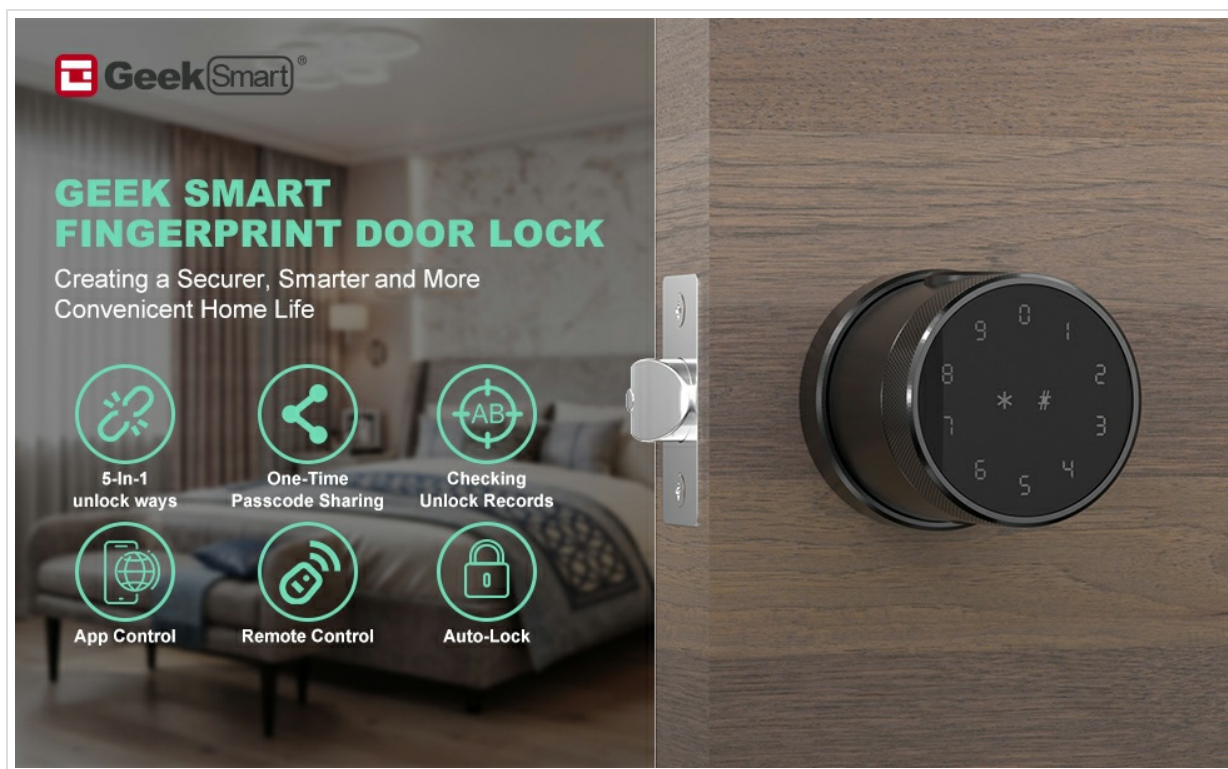 Geek Smart®
GEEK SMART
FINGERPRINT DOOR LOCK
Creating a Securer, Smarter and More
Convenicent Home Life
AB
5-In-1
unlock ways
One-Time
Passcode Sharing
Checking
Unlock Records
App Control
Remote Control
Auto-Lock
0
9 1
8 2
* #
7 3
6 4
5